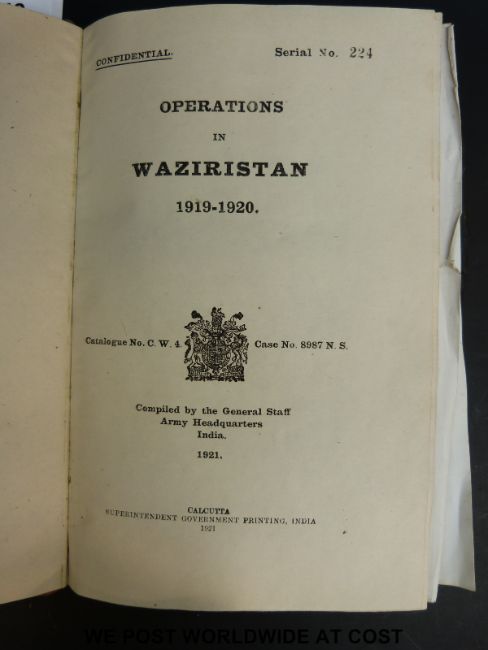 CONFIDENTIAL.
Serial No. 224
OPERATIONS
IN
WAZIRISTAN
1919-1920.
Catalogue No. C. W. 4.
Case No. 8987 N. S.
Compiled by the General Staff
Army Headquarters
India.
1921.
CALCUTTA
SUPERINTENDENT GOVERNMENT PRINTING, INDIA
1921
WE POST WORLDWIDE AT COST